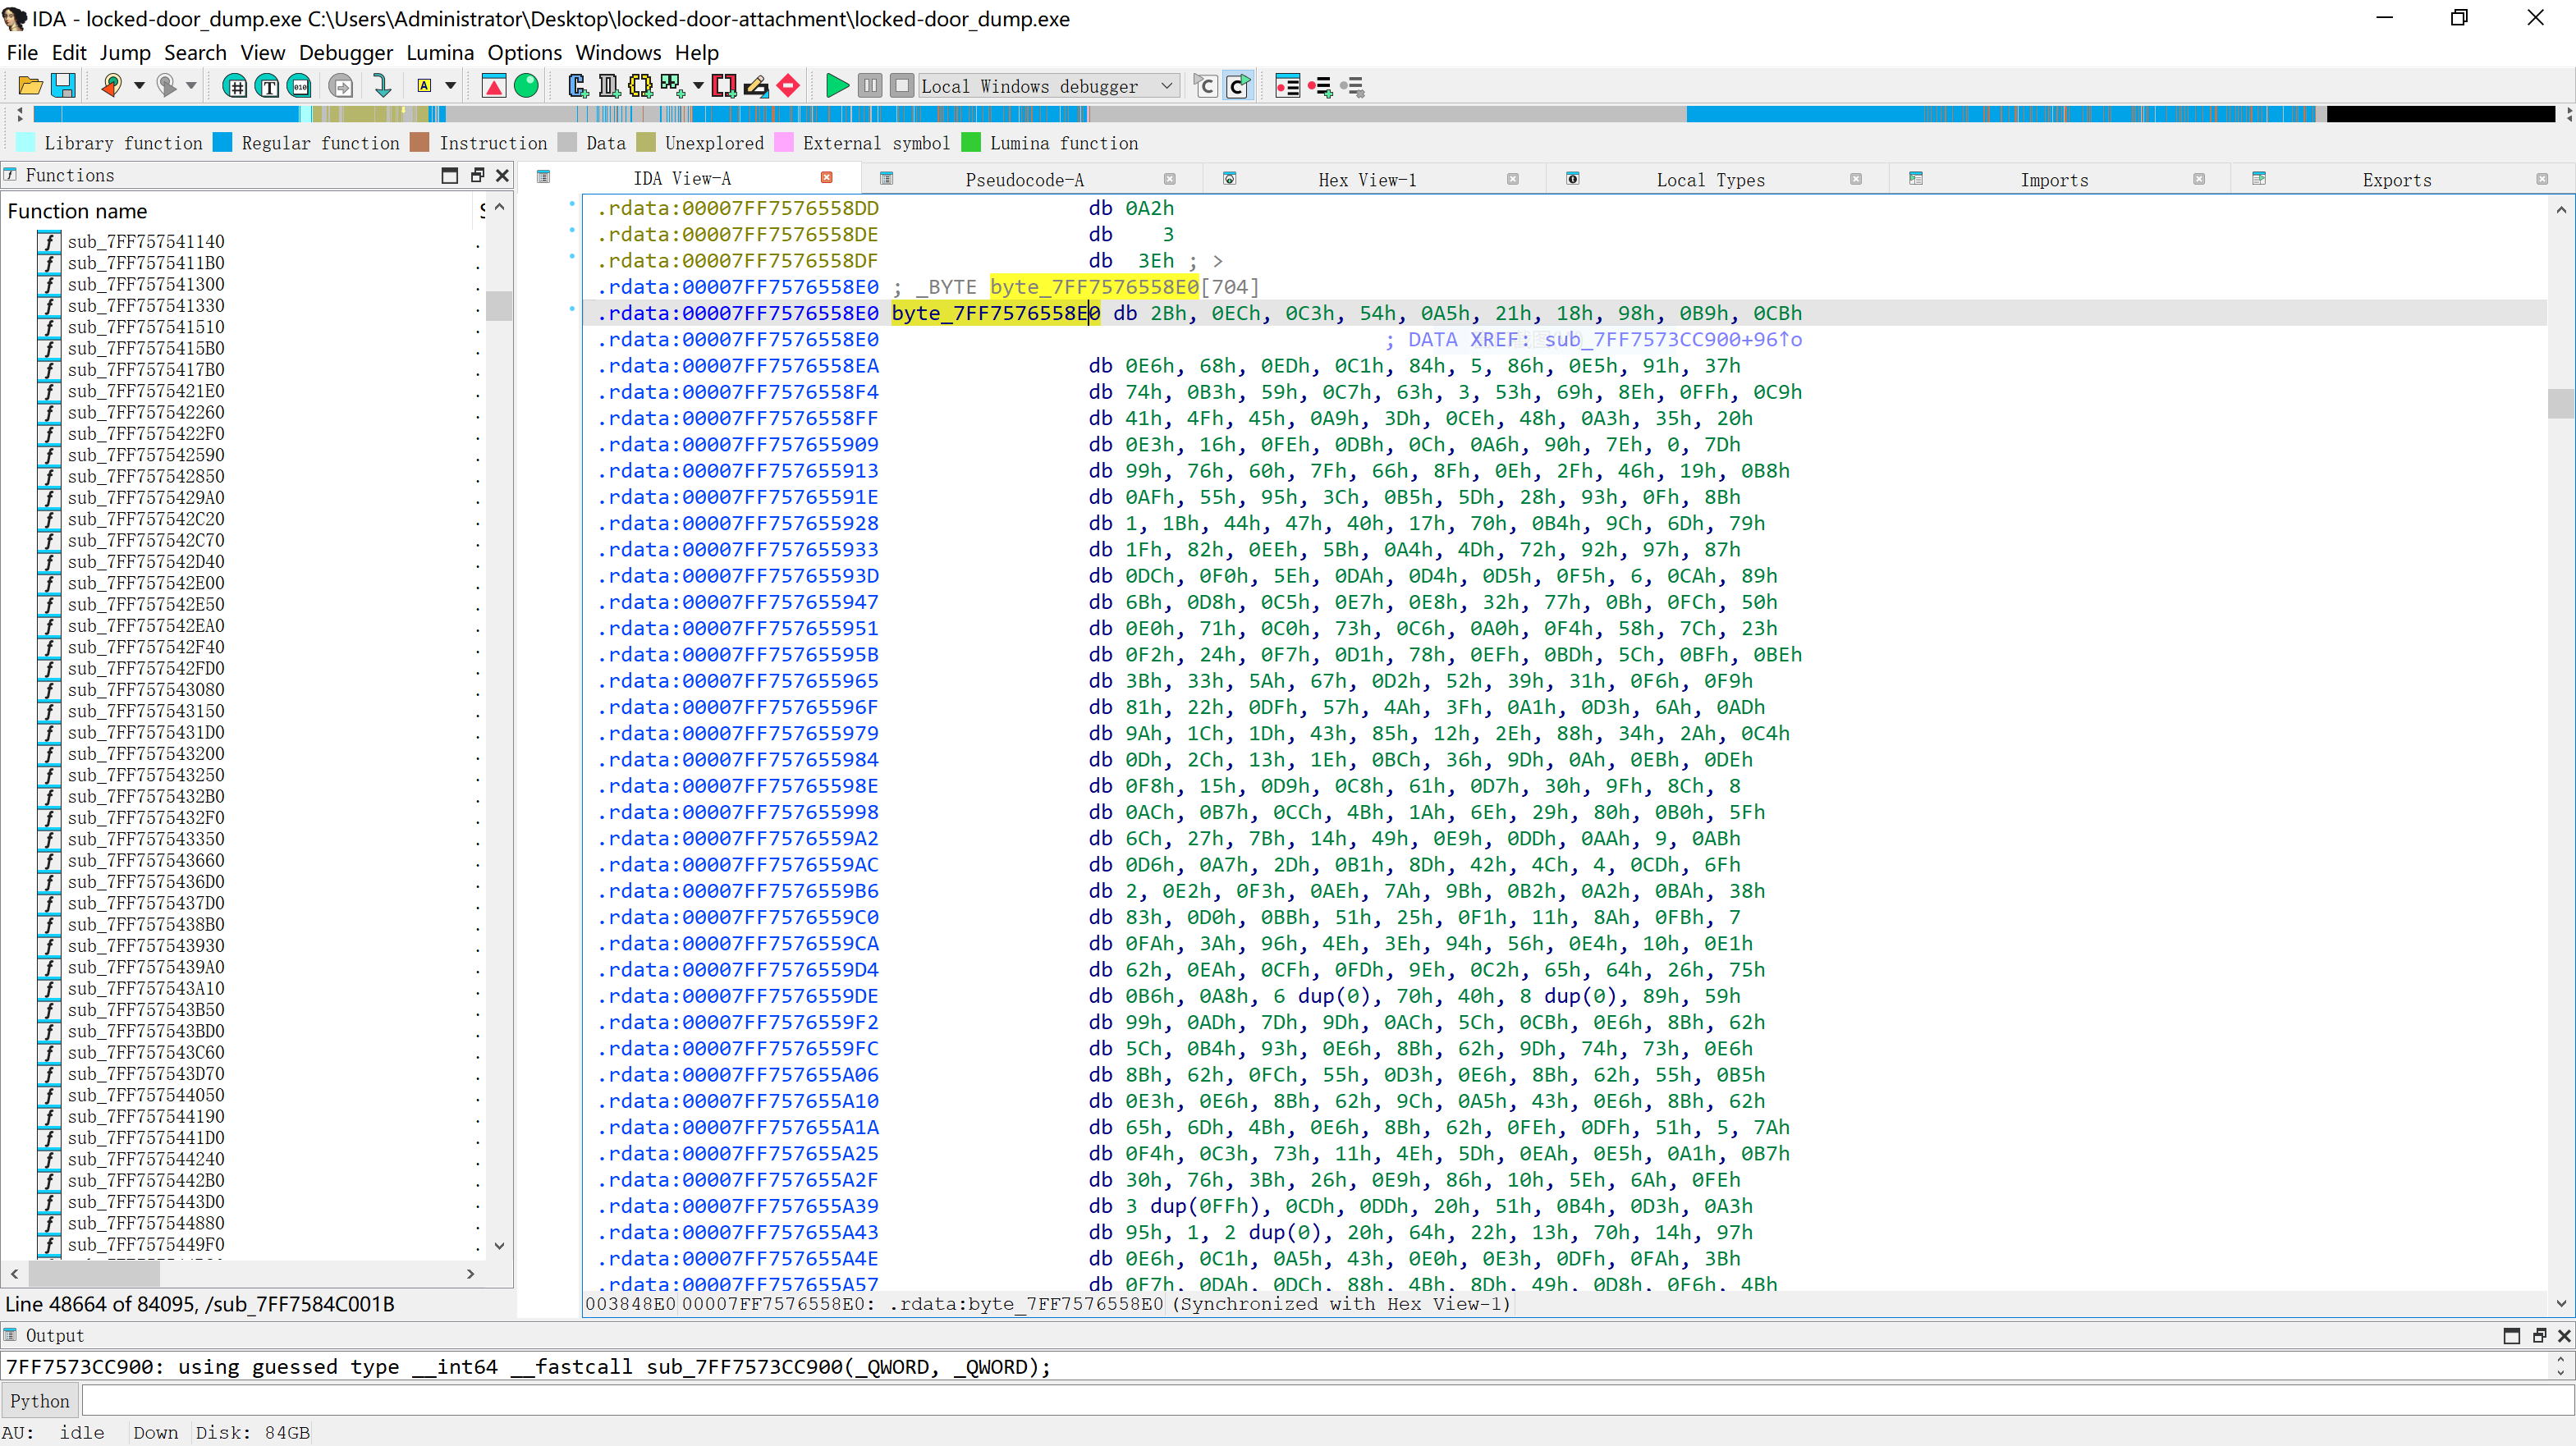 IDA - locked-door_dump.exe C:\Users\Administrator\Desktop\locked-door-attachment\locked-door_dump.exe
File Edit Jump Search View Debugger Lumina Options Windows Help
Local Windows debugger
Library function Regular function Instruction Data Unexplored External symbol Lumina function
Functions
IDA View-A Pseudocode-A Hex View-1 Local Types Imports Exports
Function name
sub_7FF757541140
sub_7FF7575411B0
sub_7FF757541300
sub_7FF757541330
sub_7FF757541510
sub_7FF7575415B0
sub_7FF7575417B0
sub_7FF7575421E0
sub_7FF757542260
sub_7FF7575422F0
sub_7FF757542590
sub_7FF757542850
sub_7FF7575429A0
sub_7FF757542C20
sub_7FF757542C70
sub_7FF757542D40
sub_7FF757542E00
sub_7FF757542E50
sub_7FF757542EA0
sub_7FF757542F40
sub_7FF757542FD0
sub_7FF757543080
sub_7FF757543150
sub_7FF7575431D0
sub_7FF757543200
sub_7FF757543250
sub_7FF7575432B0
sub_7FF7575432F0
sub_7FF757543350
sub_7FF757543660
sub_7FF7575436D0
sub_7FF7575437D0
sub_7FF7575438B0
sub_7FF757543930
sub_7FF7575439A0
sub_7FF757543A10
sub_7FF757543B50
sub_7FF757543BD0
sub_7FF757543C60
sub_7FF757543D70
sub_7FF757544050
sub_7FF757544190
sub_7FF7575441D0
sub_7FF757544240
sub_7FF7575442B0
sub_7FF7575443D0
sub_7FF757544880
sub_7FF7575449F0
Line 48664 of 84095, /sub_7FF7584C001B
.rdata:00007FF7576558DD db 0A2h
.rdata:00007FF7576558DE db 3
.rdata:00007FF7576558DF db 3Eh ; >
.rdata:00007FF7576558E0 ; _BYTE byte_7FF7576558E0[704]
.rdata:00007FF7576558E0 byte_7FF7576558E0 db 2Bh, 0ECh, 0C3h, 54h, 0A5h, 21h, 18h, 98h, 0B9h, 0CBh
.rdata:00007FF7576558E0 ; DATA XREF: sub_7FF7573CC900+96↑o
.rdata:00007FF7576558EA db 0E6h, 68h, 0EDh, 0C1h, 84h, 5, 86h, 0E5h, 91h, 37h
.rdata:00007FF7576558F4 db 74h, 0B3h, 59h, 0C7h, 63h, 3, 53h, 69h, 8Eh, 0FFh, 0C9h
.rdata:00007FF7576558FF db 41h, 4Fh, 45h, 0A9h, 3Dh, 0CEh, 48h, 0A3h, 35h, 20h
.rdata:00007FF757655909 db 0E3h, 16h, 0FEh, 0DBh, 0Ch, 0A6h, 90h, 7Eh, 0, 7Dh
.rdata:00007FF757655913 db 99h, 76h, 60h, 7Fh, 66h, 8Fh, 0Eh, 2Fh, 46h, 19h, 0B8h
.rdata:00007FF75765591E db 0AFh, 55h, 95h, 3Ch, 0B5h, 5Dh, 28h, 93h, 0Fh, 8Bh
.rdata:00007FF757655928 db 1, 1Bh, 44h, 47h, 40h, 17h, 70h, 0B4h, 9Ch, 6Dh, 79h
.rdata:00007FF757655933 db 1Fh, 82h, 0EEh, 5Bh, 0A4h, 4Dh, 72h, 92h, 97h, 87h
.rdata:00007FF75765593D db 0DCh, 0F0h, 5Eh, 0DAh, 0D4h, 0D5h, 0F5h, 6, 0CAh, 89h
.rdata:00007FF757655947 db 6Bh, 0D8h, 0C5h, 0E7h, 0E8h, 32h, 77h, 0Bh, 0FCh, 50h
.rdata:00007FF757655951 db 0E0h, 71h, 0C0h, 73h, 0C6h, 0A0h, 0F4h, 58h, 7Ch, 23h
.rdata:00007FF75765595B db 0F2h, 24h, 0F7h, 0D1h, 78h, 0EFh, 0BDh, 5Ch, 0BFh, 0BEh
.rdata:00007FF757655965 db 3Bh, 33h, 5Ah, 67h, 0D2h, 52h, 39h, 31h, 0F6h, 0F9h
.rdata:00007FF75765596F db 81h, 22h, 0DFh, 57h, 4Ah, 3Fh, 0A1h, 0D3h, 6Ah, 0ADh
.rdata:00007FF757655979 db 9Ah, 1Ch, 1Dh, 43h, 85h, 12h, 2Eh, 88h, 34h, 2Ah, 0C4h
.rdata:00007FF757655984 db 0Dh, 2Ch, 13h, 1Eh, 0BCh, 36h, 9Dh, 0Ah, 0EBh, 0DEh
.rdata:00007FF75765598E db 0F8h, 15h, 0D9h, 0C8h, 61h, 0D7h, 30h, 9Fh, 8Ch, 8
.rdata:00007FF757655998 db 0ACh, 0B7h, 0CCh, 4Bh, 1Ah, 6Eh, 29h, 80h, 0B0h, 5Fh
.rdata:00007FF7576559A2 db 6Ch, 27h, 7Bh, 14h, 49h, 0E9h, 0DDh, 0AAh, 9, 0ABh
.rdata:00007FF7576559AC db 0D6h, 0A7h, 2Dh, 0B1h, 8Dh, 42h, 4Ch, 4, 0CDh, 6Fh
.rdata:00007FF7576559B6 db 2, 0E2h, 0F3h, 0AEh, 7Ah, 9Bh, 0B2h, 0A2h, 0BAh, 38h
.rdata:00007FF7576559C0 db 83h, 0D0h, 0BBh, 51h, 25h, 0F1h, 11h, 8Ah, 0FBh, 7
.rdata:00007FF7576559CA db 0FAh, 3Ah, 96h, 4Eh, 3Eh, 94h, 56h, 0E4h, 10h, 0E1h
.rdata:00007FF7576559D4 db 62h, 0EAh, 0CFh, 0FDh, 9Eh, 0C2h, 65h, 64h, 26h, 75h
.rdata:00007FF7576559DE db 0B6h, 0A8h, 6 dup(0), 70h, 40h, 8 dup(0), 89h, 59h
.rdata:00007FF7576559F2 db 99h, 0ADh, 7Dh, 9Dh, 0ACh, 5Ch, 0CBh, 0E6h, 8Bh, 62h
.rdata:00007FF7576559FC db 5Ch, 0B4h, 93h, 0E6h, 8Bh, 62h, 9Dh, 74h, 73h, 0E6h
.rdata:00007FF757655A06 db 8Bh, 62h, 0FCh, 55h, 0D3h, 0E6h, 8Bh, 62h, 55h, 0B5h
.rdata:00007FF757655A10 db 0E3h, 0E6h, 8Bh, 62h, 9Ch, 0A5h, 43h, 0E6h, 8Bh, 62h
.rdata:00007FF757655A1A db 65h, 6Dh, 4Bh, 0E6h, 8Bh, 62h, 0FEh, 0DFh, 51h, 5, 7Ah
.rdata:00007FF757655A25 db 0F4h, 0C3h, 73h, 11h, 4Eh, 5Dh, 0EAh, 0E5h, 0A1h, 0B7h
.rdata:00007FF757655A2F db 30h, 76h, 3Bh, 26h, 0E9h, 86h, 10h, 5Eh, 6Ah, 0FEh
.rdata:00007FF757655A39 db 3 dup(0FFh), 0CDh, 0DDh, 20h, 51h, 0B4h, 0D3h, 0A3h
.rdata:00007FF757655A43 db 95h, 1, 2 dup(0), 20h, 64h, 22h, 13h, 70h, 14h, 97h
.rdata:00007FF757655A4E db 0E6h, 0C1h, 0A5h, 43h, 0E0h, 0E3h, 0DFh, 0FAh, 3Bh
.rdata:00007FF757655A57 db 0F7h, 0DAh, 0DCh, 88h, 4Bh, 8Dh, 49h, 0D8h, 0F6h, 4Bh
003848E0 00007FF7576558E0: .rdata:byte_7FF7576558E0 (Synchronized with Hex View-1)
Output
7FF7573CC900: using guessed type __int64 __fastcall sub_7FF7573CC900(_QWORD, _QWORD);
Python
AU: idle Down Disk: 84GB